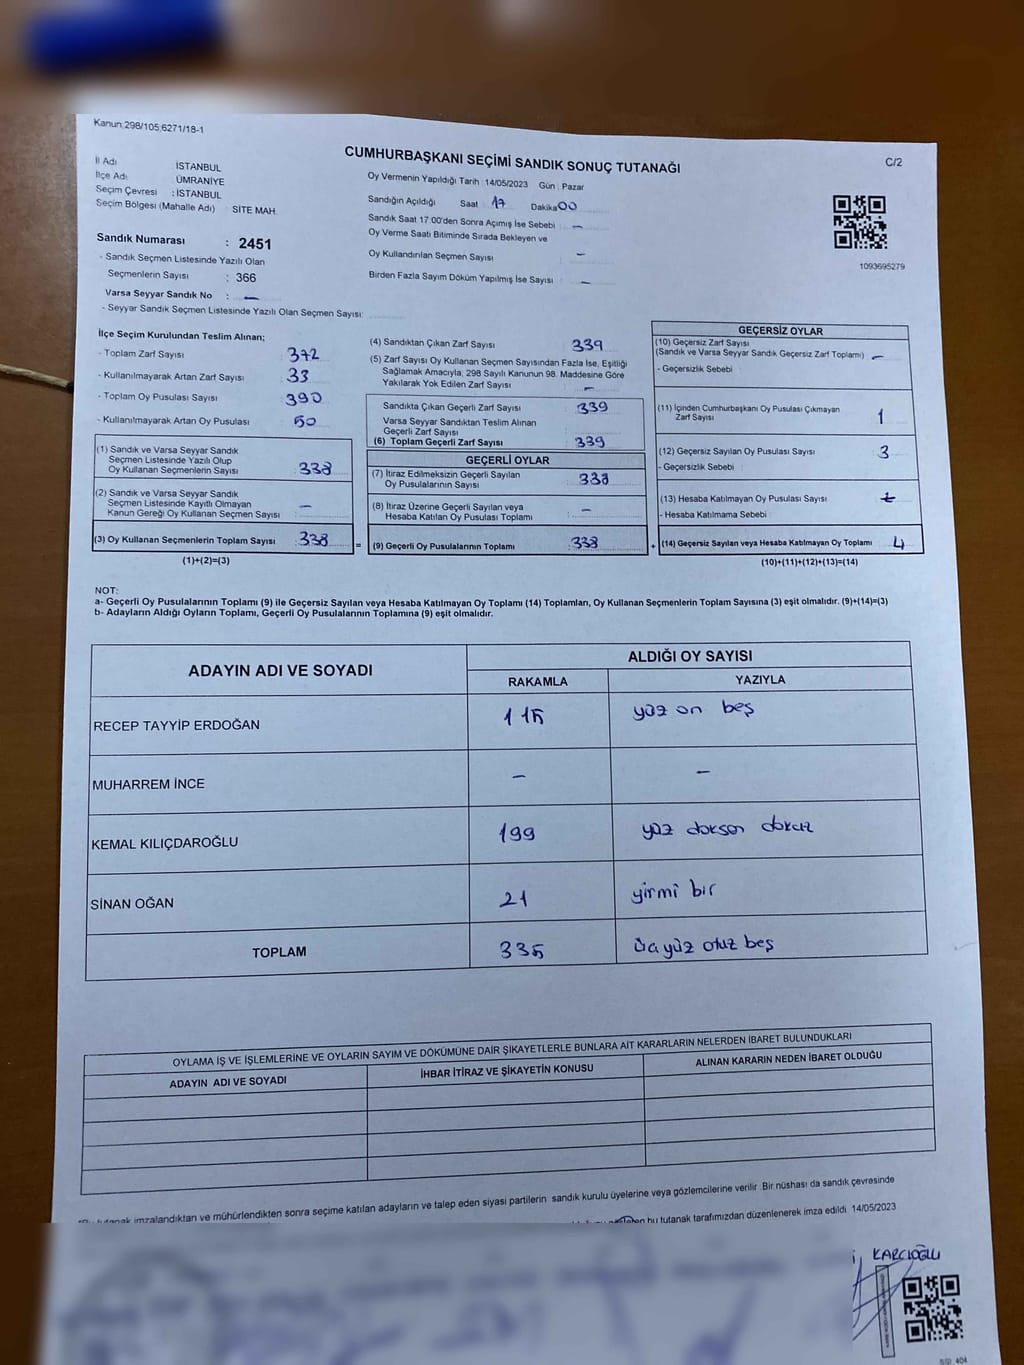 Kanun:298/105;6271/18-1
CUMHURBAŞKANI SEÇİMİ SANDIK SONUÇ TUTANAĞI
C/2
İl Adı İSTANBUL
İlçe Adı ÜMRANİYE
Seçim Çevresi : İSTANBUL
Seçim Bölgesi (Mahalle Adı) SİTE MAH.
Sandık Numarası : 2451
- Sandık Seçmen Listesinde Yazılı Olan
Seçmenlerin Sayısı : 366
Varsa Seyyar Sandık No : –
- Seyyar Sandık Seçmen Listesinde Yazılı Olan Seçmen Sayısı:
Oy Vermenin Yapıldığı Tarih : 14/05/2023 Gün : Pazar
Sandığın Açıldığı Saat 17 Dakika 00
Sandık Saat 17:00'den Sonra Açımış İse Sebebi : –
Oy Verme Saati Bitiminde Sırada Bekleyen ve
Oy Kullandırılan Seçmen Sayısı : –
Birden Fazla Sayım Döküm Yapılmış İse Sayısı : –
1093695279
İlçe Seçim Kurulundan Teslim Alınan;
- Toplam Zarf Sayısı : 372
- Kullanılmayarak Artan Zarf Sayısı : 33
- Toplam Oy Pusulası Sayısı : 390
- Kullanılmayarak Artan Oy Pusulası : 50
(1) Sandık ve Varsa Seyyar Sandık
Seçmen Listesinde Yazılı Olup
Oy Kullanan Seçmenlerin Sayısı : 338
(2) Sandık ve Varsa Seyyar Sandık
Seçmen Listesinde Kayıtlı Olmayan
Kanun Gereği Oy Kullanan Seçmen Sayısı : –
(3) Oy Kullanan Seçmenlerin Toplam Sayısı : 338
(1)+(2)=(3)
=
(4) Sandıktan Çıkan Zarf Sayısı : 339
(5) Zarf Sayısı Oy Kullanan Seçmen Sayısından Fazla İse, Eşitliği
Sağlamak Amacıyla, 298 Sayılı Kanunun 98. Maddesine Göre
Yakılarak Yok Edilen Zarf Sayısı : –
Sandıkta Çıkan Geçerli Zarf Sayısı : 339
Varsa Seyyar Sandıktan Teslim Alınan
Geçerli Zarf Sayısı
(6) Toplam Geçerli Zarf Sayısı : 339
GEÇERLİ OYLAR
(7) İtiraz Edilmeksizin Geçerli Sayılan
Oy Pusulalarının Sayısı : 338
(8) İtiraz Üzerine Geçerli Sayılan veya
Hesaba Katılan Oy Pusulası Toplamı : –
(9) Geçerli Oy Pusulalarının Toplamı : 338
+
GEÇERSİZ OYLAR
(10) Geçersiz Zarf Sayısı
(Sandık ve Varsa Seyyar Sandık Geçersiz Zarf Toplamı) –
- Geçersizlik Sebebi :
(11) İçinden Cumhurbaşkanı Oy Pusulası Çıkmayan
Zarf Sayısı 1
(12) Geçersiz Sayılan Oy Pusulası Sayısı : 3
- Geçersizlik Sebebi
(13) Hesaba Katılmayan Oy Pusulası Sayısı :
- Hesaba Katılmama Sebebi :
(14) Geçersiz Sayılan veya Hesaba Katılmayan Oy Toplamı : 4
(10)+(11)+(12)+(13)=(14)
NOT:
a- Geçerli Oy Pusulalarının Toplamı (9) ile Geçersiz Sayılan veya Hesaba Katılmayan Oy Toplamı (14) Toplamları, Oy Kullanan Seçmenlerin Toplam Sayısına (3) eşit olmalıdır. (9)+(14)=(3)
b- Adayların Aldığı Oyların Toplamı, Geçerli Oy Pusulalarının Toplamına (9) eşit olmalıdır.
ADAYIN ADI VE SOYADI
ALDIĞI OY SAYISI
RAKAMLA YAZIYLA
RECEP TAYYİP ERDOĞAN 115 yüz on beş
MUHARREM İNCE – –
KEMAL KILIÇDAROĞLU 199 yüz doksan dokuz
SİNAN OĞAN 21 yirmi bir
TOPLAM 335 üç yüz otuz beş
OYLAMA İŞ VE İŞLEMLERİNE VE OYLARIN SAYIM VE DÖKÜMÜNE DAİR ŞİKAYETLERLE BUNLARA AİT KARARLARIN NELERDEN İBARET BULUNDUKLARI
ADAYIN ADI VE SOYADI İHBAR İTİRAZ VE ŞİKAYETİN KONUSU ALINAN KARARIN NEDEN İBARET OLDUĞU
imzalandıktan ve mühürlendikten sonra seçime katılan adayların ve talep eden siyasi partilerin sandık kurulu üyelerine veya gözlemcilerine verilir. Bir nüshası da sandık çevresinde
bu tutanak tarafımızdan düzenlenerek imza edildi. 14/05/2023
KARCIOĞLU
404